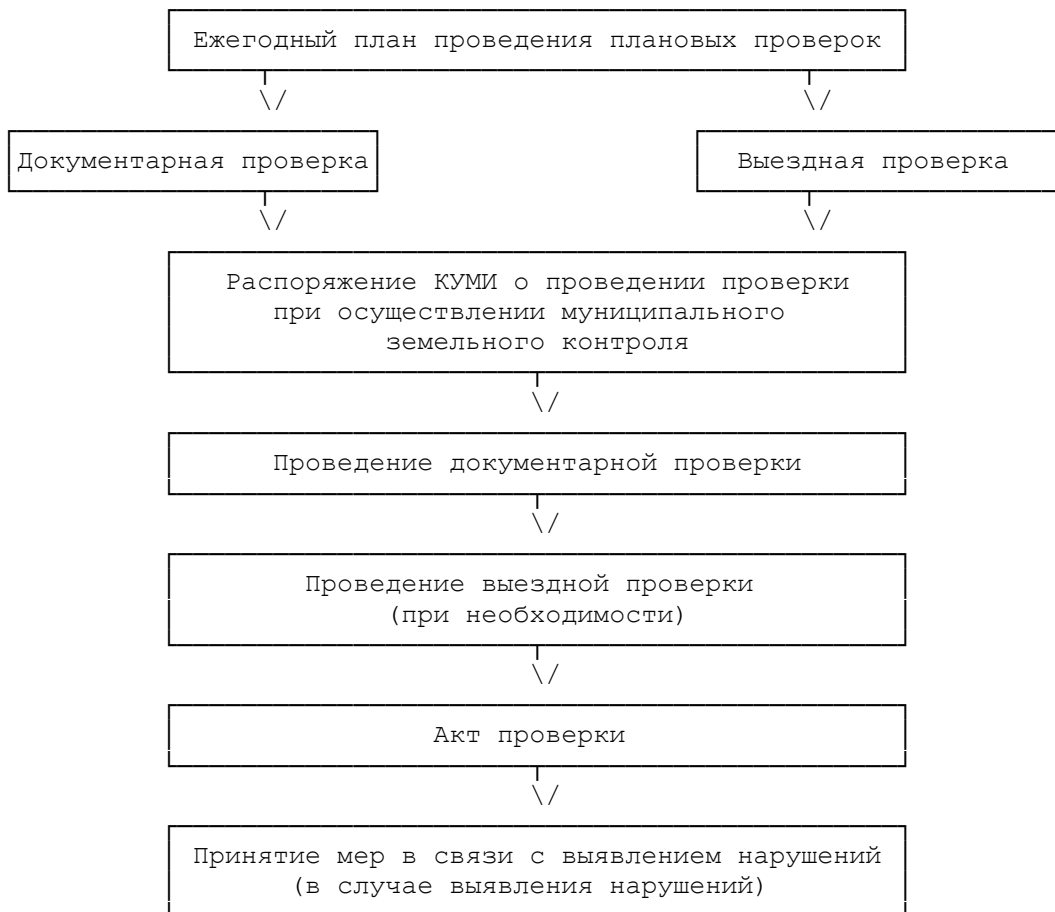 Ежегодный план проведения плановых проверок
\/ \/
Документарная проверка Выездная проверка
\/ \/
Распоряжение КУМИ о проведении проверки
при осуществлении муниципального
земельного контроля
\/
Проведение документарной проверки
\/
Проведение выездной проверки
(при необходимости)
\/
Акт проверки
\/
Принятие мер в связи с выявлением нарушений
(в случае выявления нарушений)